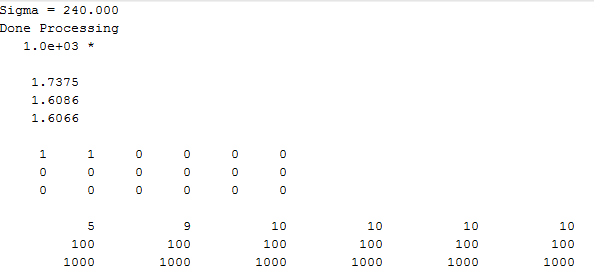 Sigma = 240.000
Done Processing
1.0e+03 *
1.7375
1.6086
1.6066
1 1 0 0 0 0
0 0 0 0 0 0
0 0 0 0 0 0
5 9 10 10 10 10
100 100 100 100 100 100
1000 1000 1000 1000 1000 1000